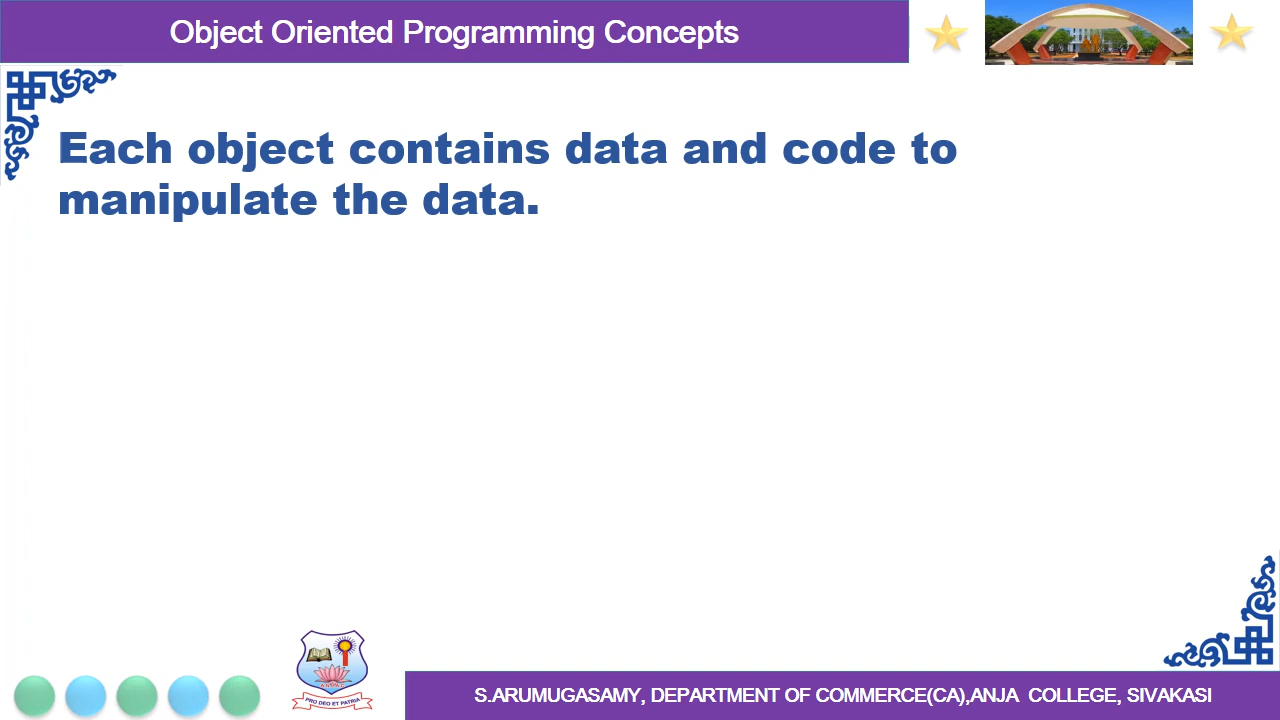 Object Oriented Programming Concepts
Each object contains data and code to
manipulate the data.
PRO DEO ET PATRIA
S.ARUMUGASAMY, DEPARTMENT OF COMMERCE(CA),ANJA COLLEGE, SIVAKASI